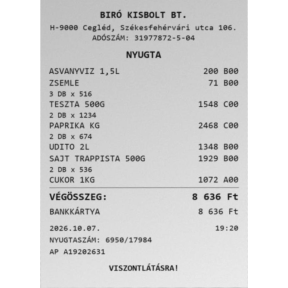 BIRÓ KISBOLT BT.
H-9000 Cegléd, Székesfehérvári utca 106.
ADÓSZÁM: 31977872-5-04
NYUGTA
ASVANYVIZ 1,5L 200 B00
ZSEMLE 71 B00
3 DB x 516
TESZTA 500G 1548 C00
2 DB x 1234
PAPRIKA KG 2468 C00
2 DB x 674
UDITO 2L 1348 B00
SAJT TRAPPISTA 500G 1929 B00
2 DB x 536
CUKOR 1KG 1072 A00
VÉGÖSSZEG: 8 636 Ft
BANKKÁRTYA 8 636 Ft
2026.10.07. 19:20
NYUGTASZÁM: 6950/17984
AP A19202631
VISZONTLÁTÁSRA!